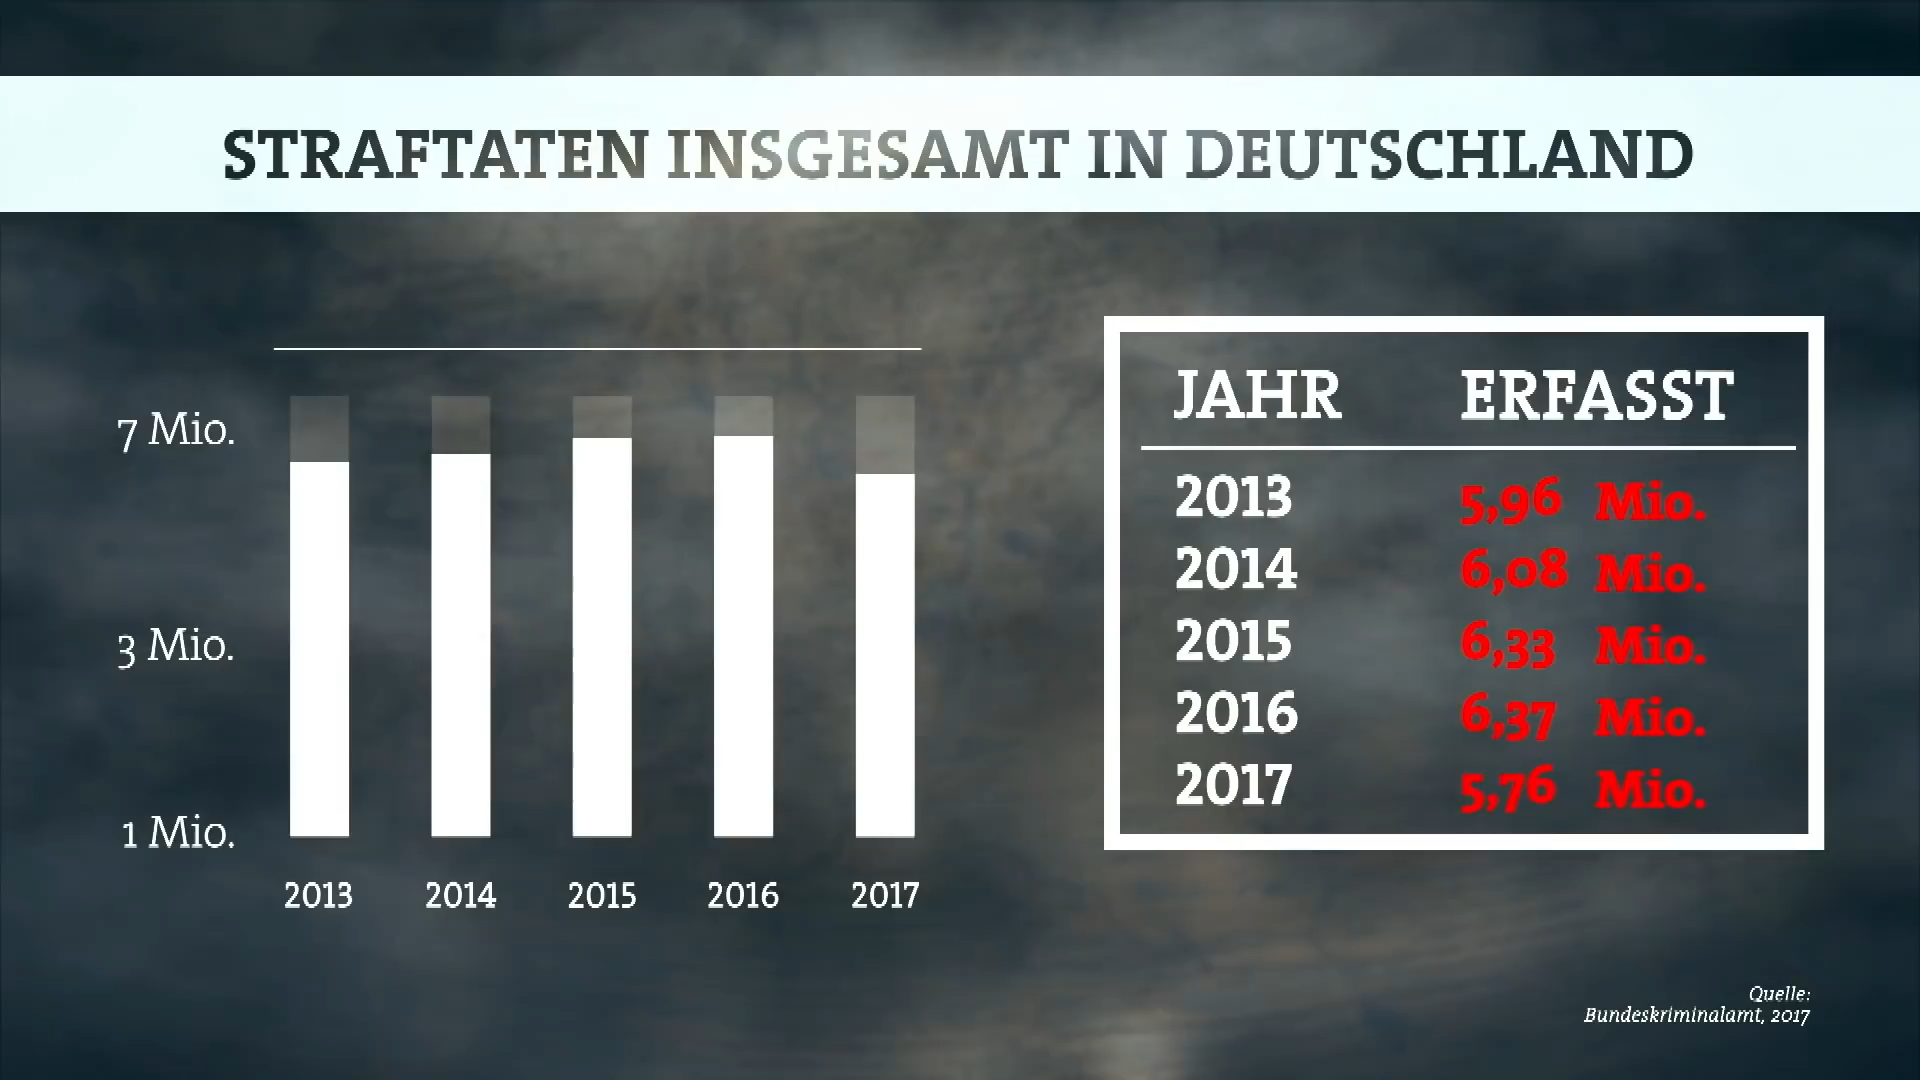 STRAFTATEN INSGESAMT IN DEUTSCHLAND
7 Mio.
3 Mio.
1 Mio.
2013 2014 2015 2016 2017
JAHR ERFASST
2013 5,96 Mio.
2014 6,08 Mio.
2015 6,33 Mio.
2016 6,37 Mio.
2017 5,76 Mio.
Quelle:
Bundeskriminalamt, 2017